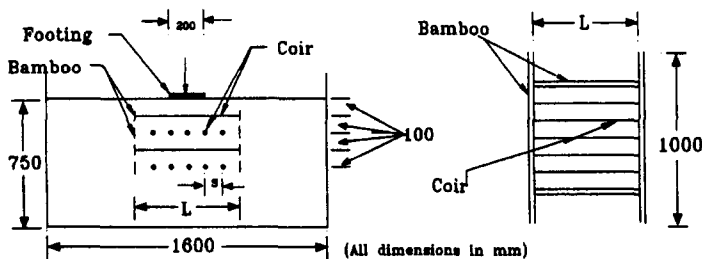 200
Footing
Coir
Bamboo
100
750
s
L
1600
(All dimensions in mm)
L
Bamboo
1000
Coir